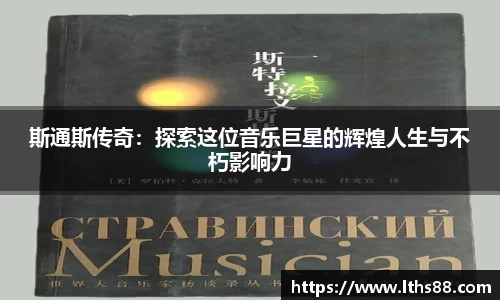 斯特拉文
斯通斯传奇：探索这位音乐巨星的辉煌人生与不
朽影响力
[美] 罗伯特·克拉夫特 著 李毓榛 任光宣 译
СТРАВИНСКИЙ
Musician
世界大音乐家访谈录丛书
https://www.lths88.com